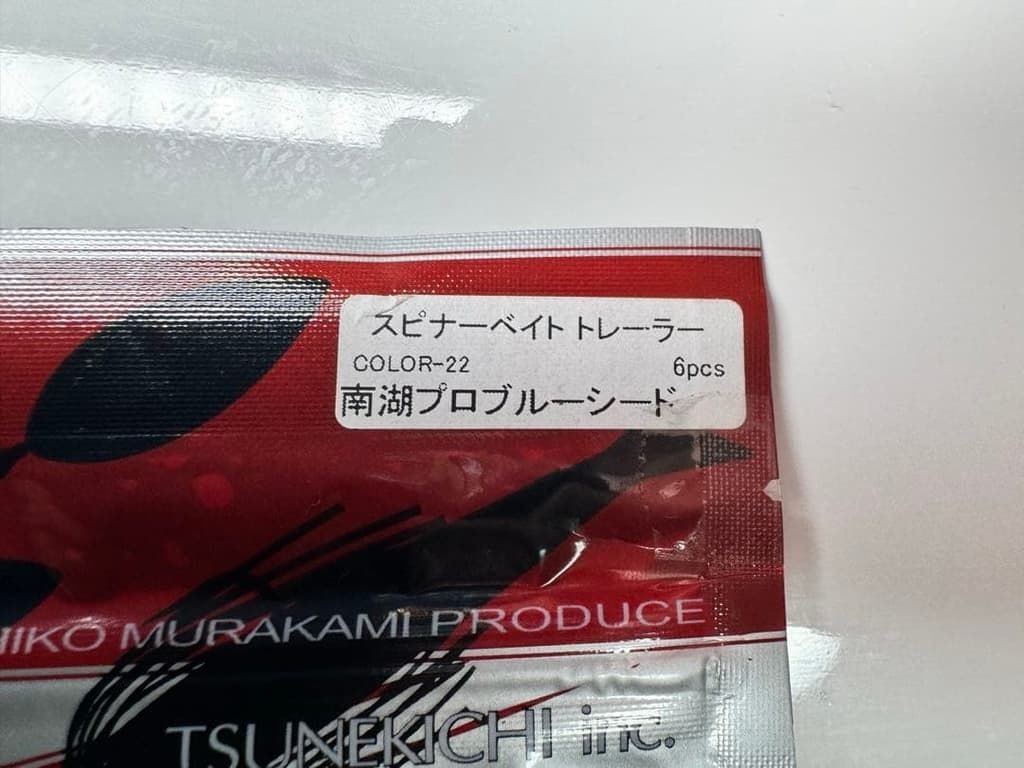 スピナーベイト トレーラー
COLOR-22 6pcs
南湖プロブルーシード
HIKO MURAKAMI PRODUCE
TSUNEKICHI inc.